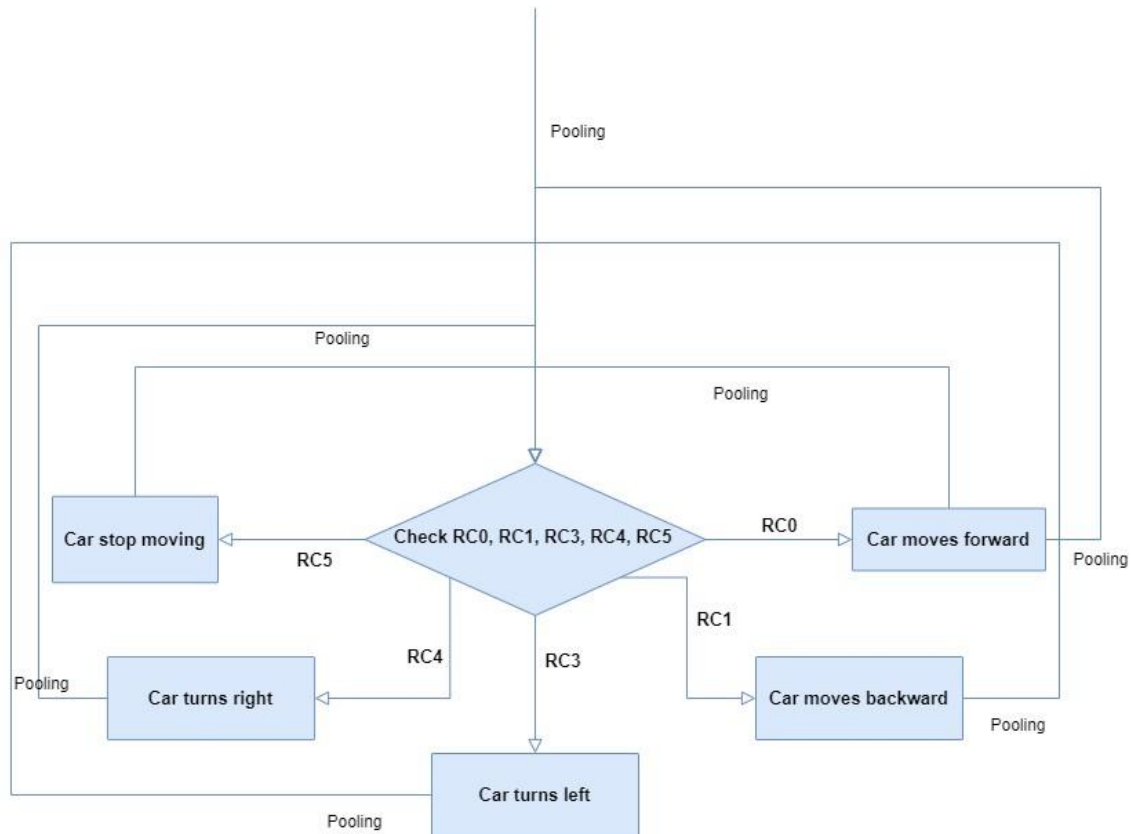 Pooling
Pooling
Pooling
Car stop moving
Check RC0, RC1, RC3, RC4, RC5
RC0
Car moves forward
RC5
Pooling
RC1
RC4
RC3
Pooling
Car turns right
Car moves backward
Pooling
Car turns left
Pooling